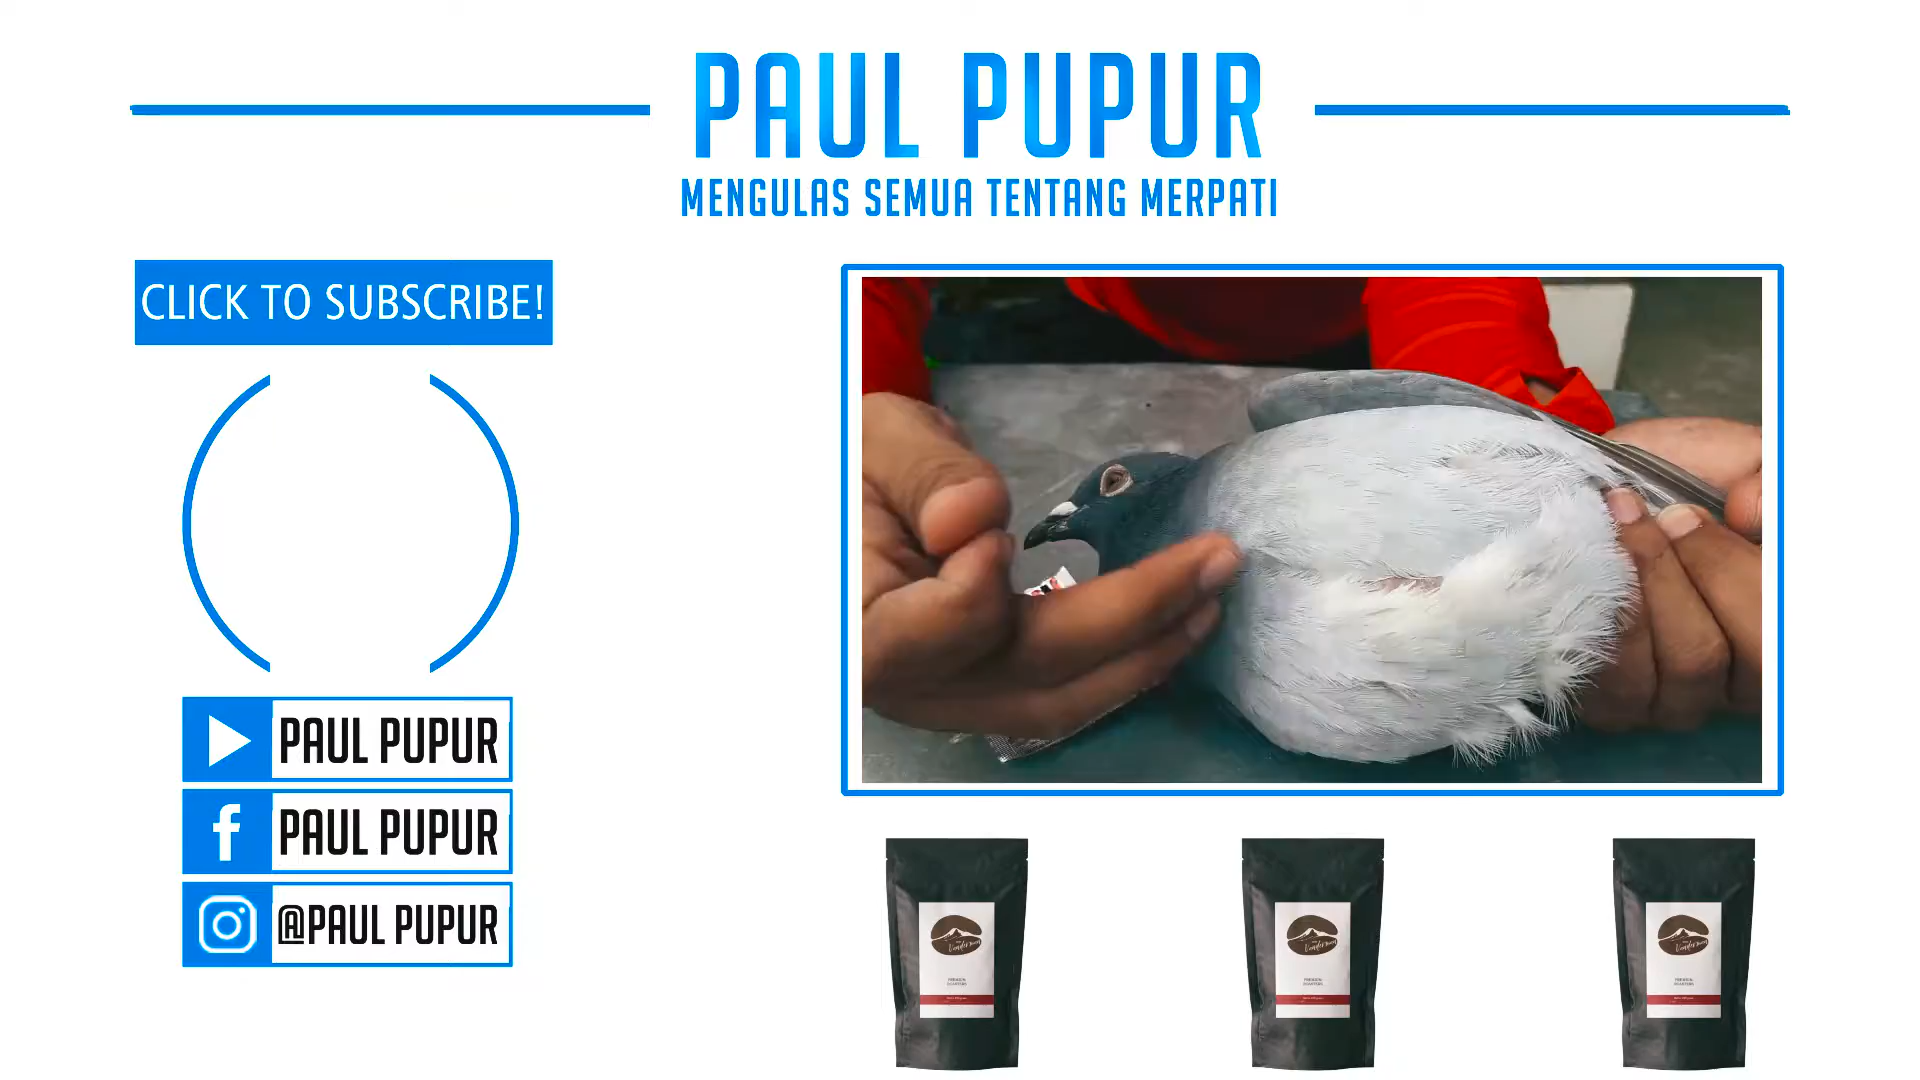 PAUL PUPUR
MENGULAS SEMUA TENTANG MERPATI
CLICK TO SUBSCRIBE!
PAUL PUPUR
PAUL PUPUR
@PAUL PUPUR